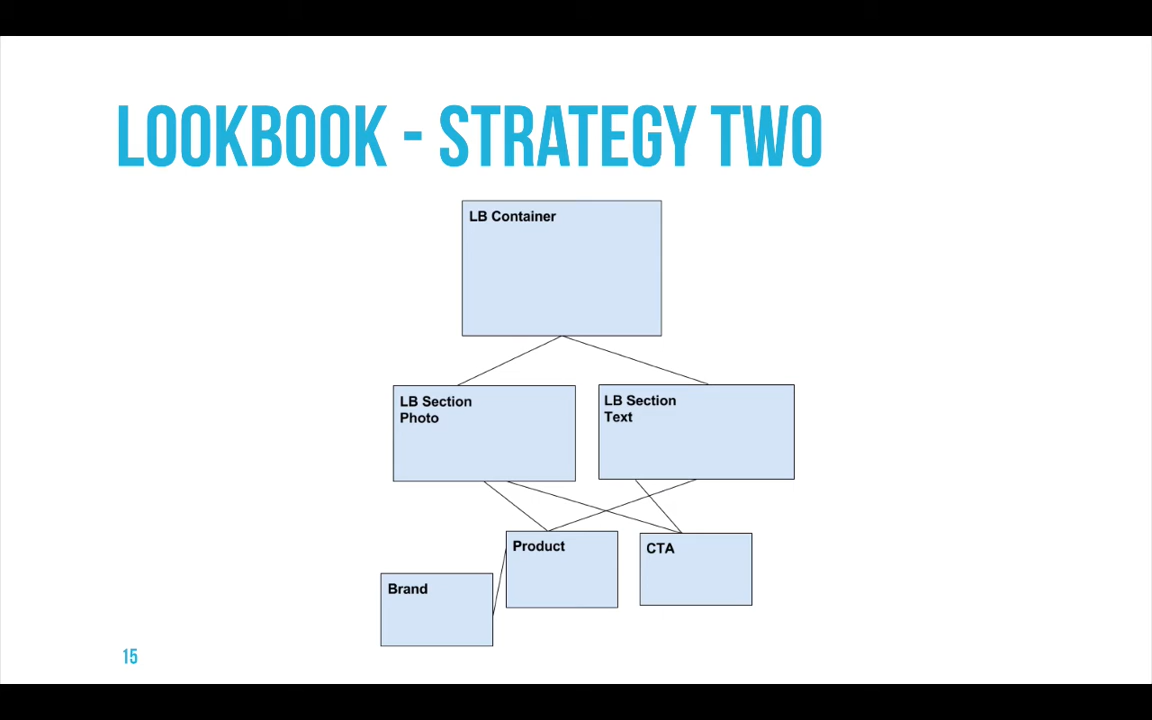 LOOKBOOK - STRATEGY TWO
LB Container
LB Section
Photo
LB Section
Text
Product
CTA
Brand
15